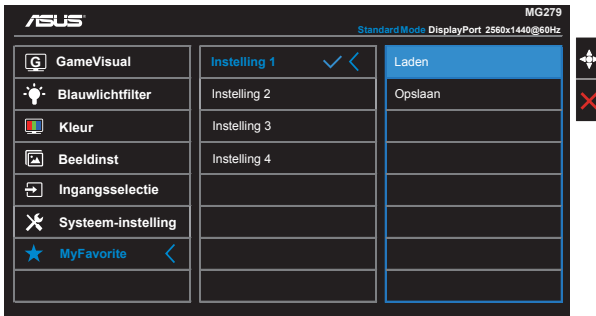 ASUS
MG279
Standard Mode DisplayPort 2560x1440@60Hz
G GameVisual
Blauwlichtfilter
Kleur
Beeldinst
Ingangsselectie
Systeem-instelling
MyFavorite
Instelling 1
Instelling 2
Instelling 3
Instelling 4
Laden
Opslaan